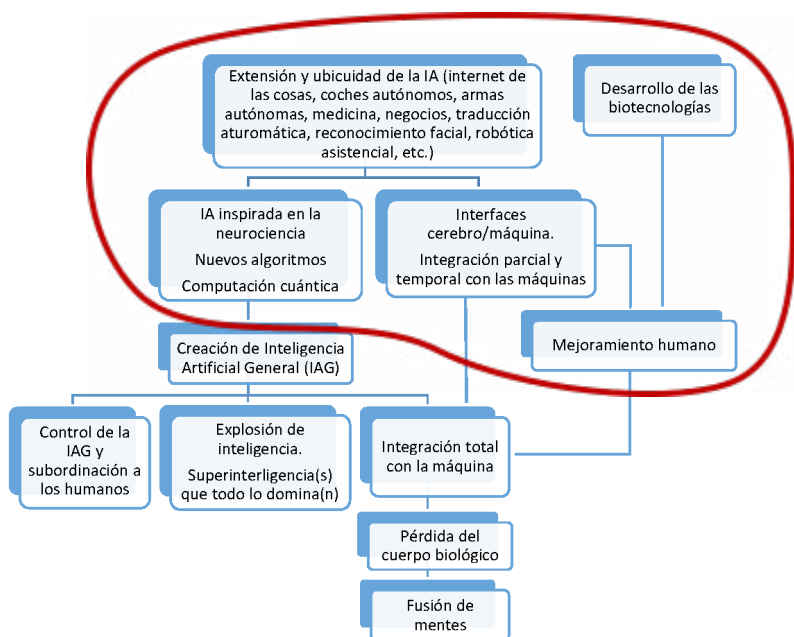 Extensión y ubicuidad de la IA (internet de
las cosas, coches autónomos, armas
autónomas, medicina, negocios, traducción
aturomática, reconocimiento facial, robótica
asistencial, etc.)
Desarrollo de las
biotecnologías
IA inspirada en la
neurociencia
Nuevos algoritmos
Computación cuántica
Interfaces
cerebro/máquina.
Integración parcial y
temporal con las máquinas
Mejoramiento humano
Creación de Inteligencia
Artificial General (IAG)
Control de la
IAG y
subordinación a
los humanos
Explosión de
inteligencia.
Superinterligencia(s)
que todo lo domina(n)
Integración total
con la máquina
Pérdida del
cuerpo biológico
Fusión de
mentes